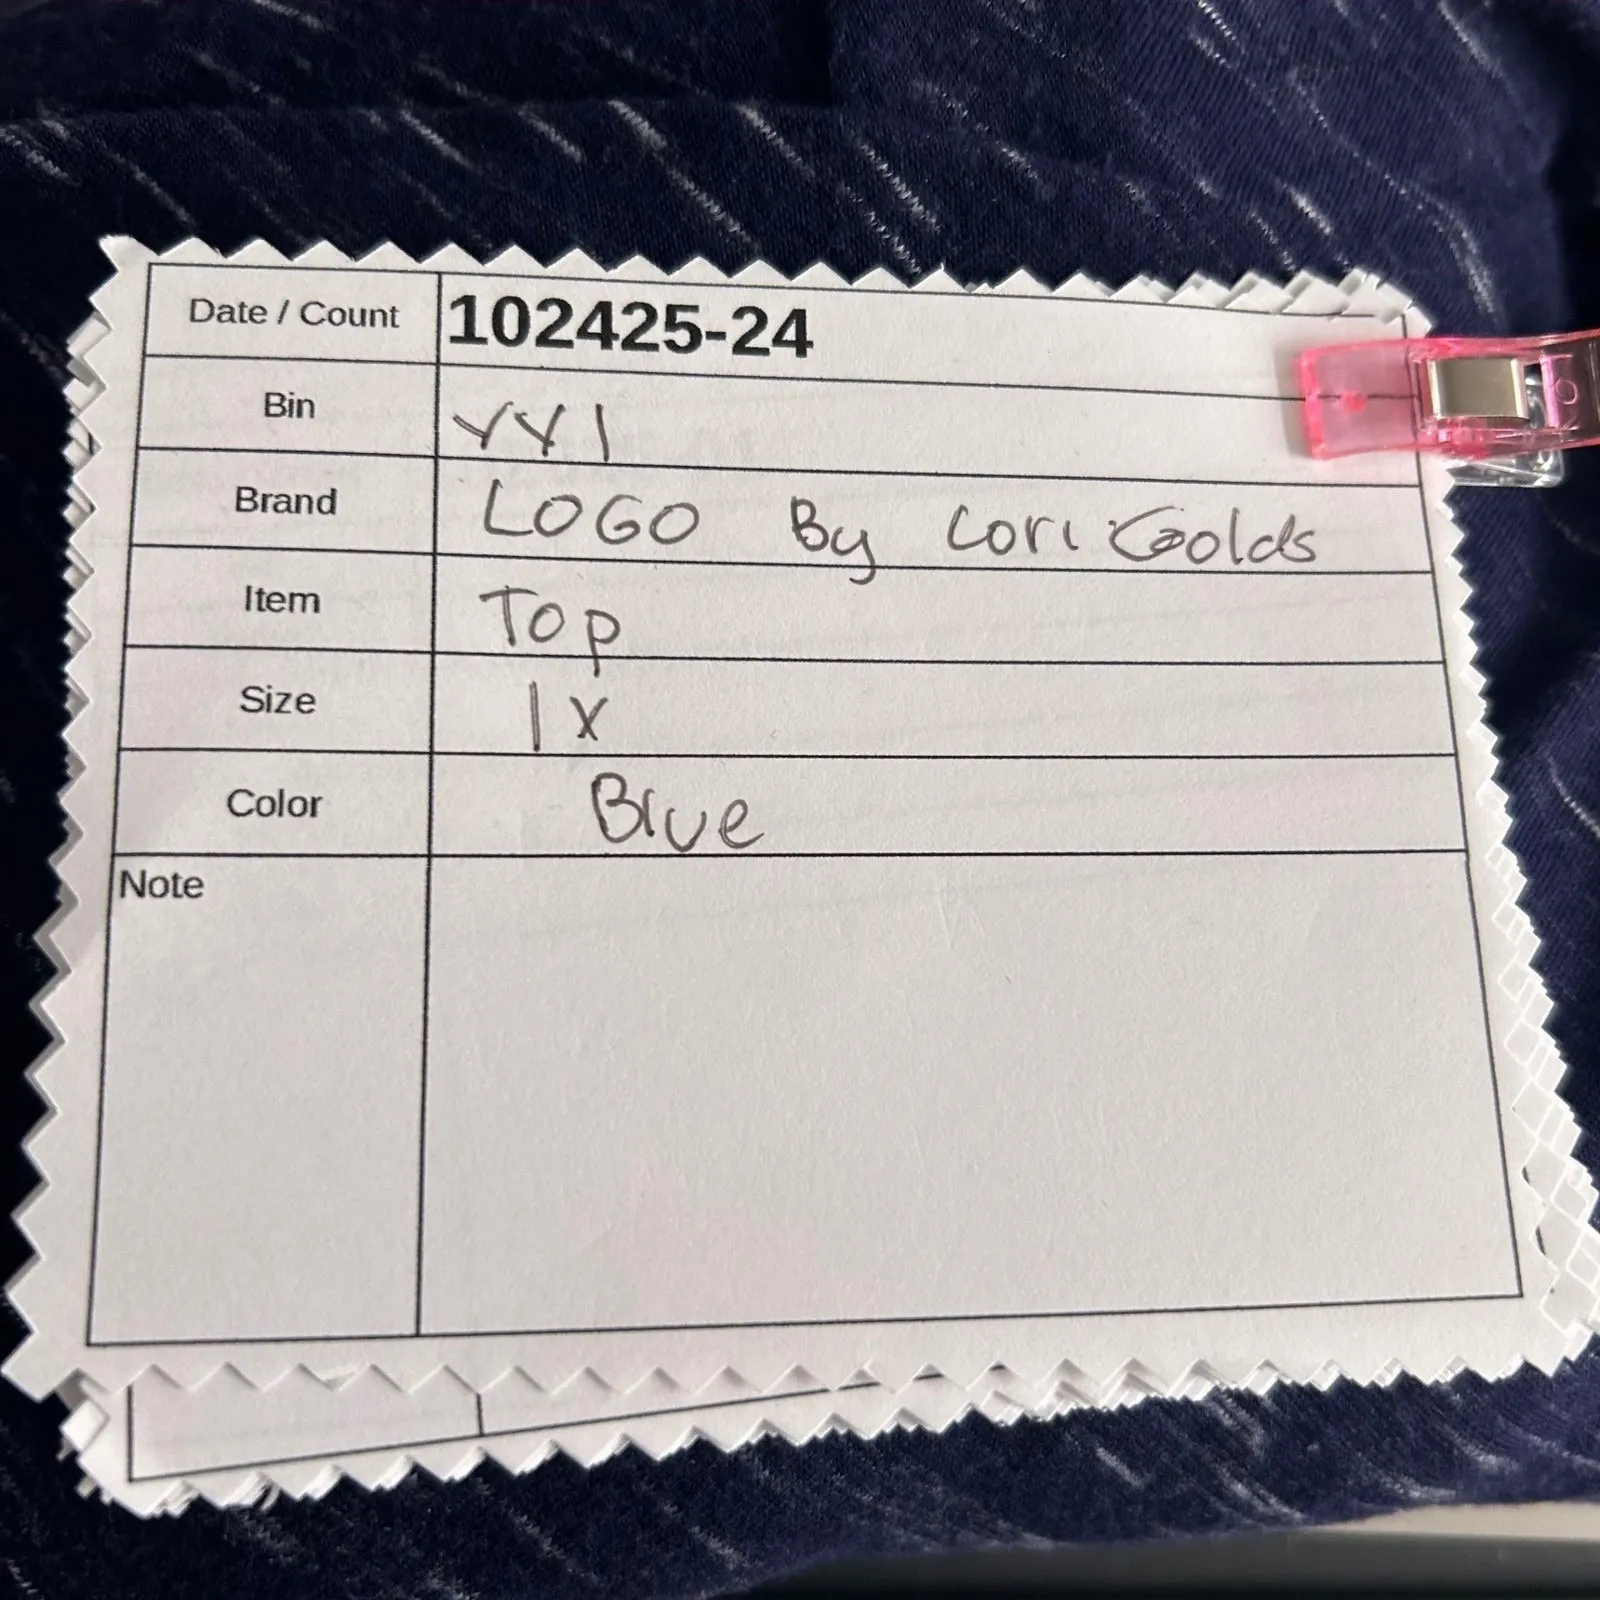 Date / Count 102425-24
Bin YY1
Brand LOGO By Lori Golds
Item Top
Size 1X
Color Blue
Note